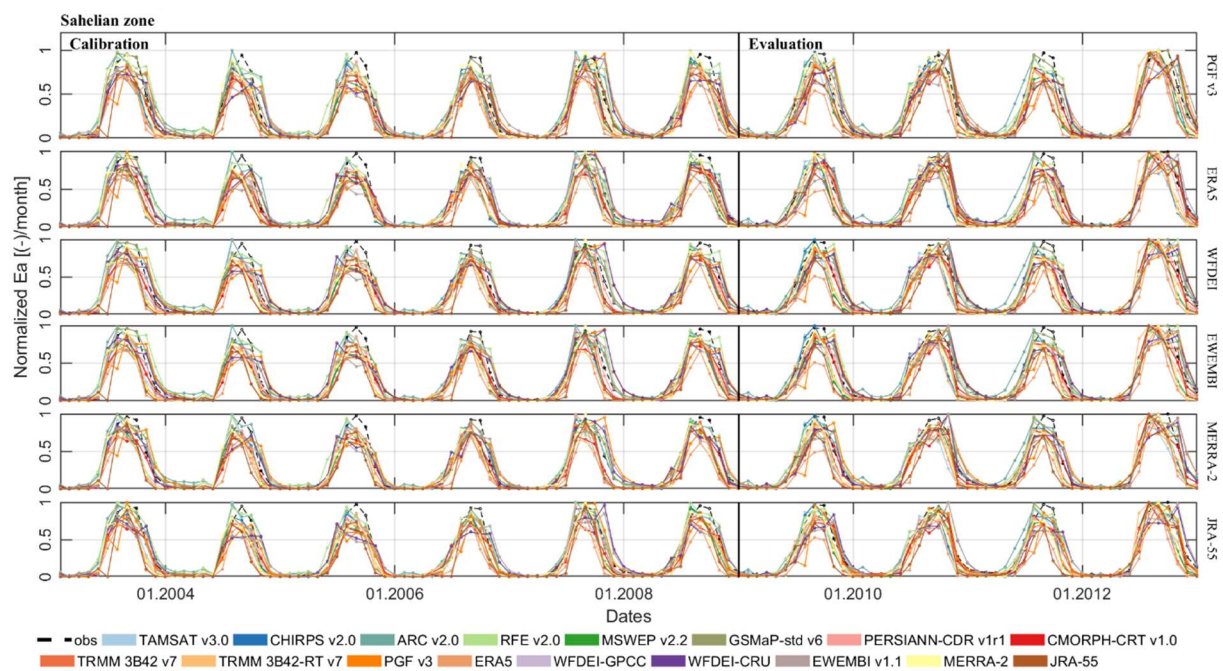 Sahelian zone
Calibration
Evaluation
Normalized Ea [(-)/month]
1
0.5
0
PGF v3
1
0.5
0
ERA5
1
0.5
0
WFDEI
1
0.5
0
EWEMBI
1
0.5
0
MERRA-2
1
0.5
0
JRA-55
01.2004 01.2006 01.2008 01.2010 01.2012
Dates
obs TAMSAT v3.0 CHIRPS v2.0 ARC v2.0 RFE v2.0 MSWEP v2.2 GSMaP-std v6 PERSIANN-CDR v1r1 CMORPH-CRT v1.0
TRMM 3B42 v7 TRMM 3B42-RT v7 PGF v3 ERA5 WFDEI-GPCC WFDEI-CRU EWEMBI v1.1 MERRA-2 JRA-55